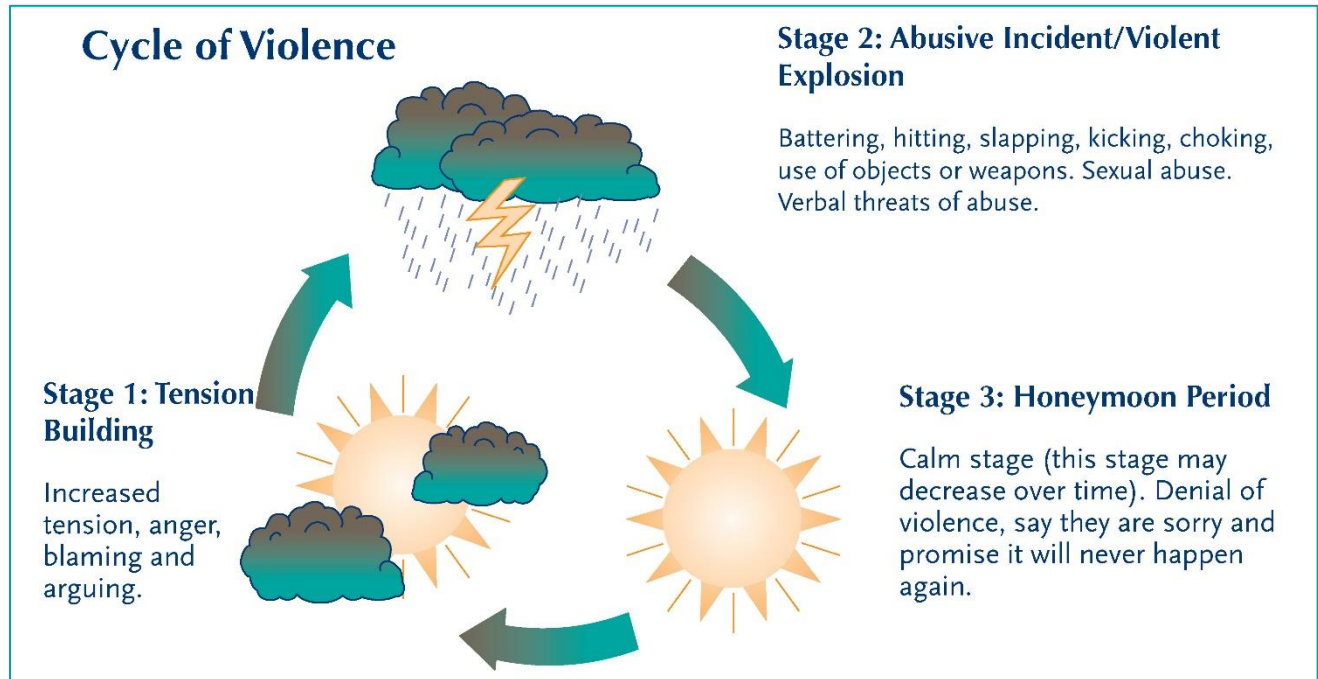 Cycle of Violence
Stage 1: Tension
Building
Increased
tension, anger,
blaming and
arguing.
Stage 2: Abusive Incident/Violent
Explosion
Battering, hitting, slapping, kicking, choking,
use of objects or weapons. Sexual abuse.
Verbal threats of abuse.
Stage 3: Honeymoon Period
Calm stage (this stage may
decrease over time). Denial of
violence, say they are sorry and
promise it will never happen
again.